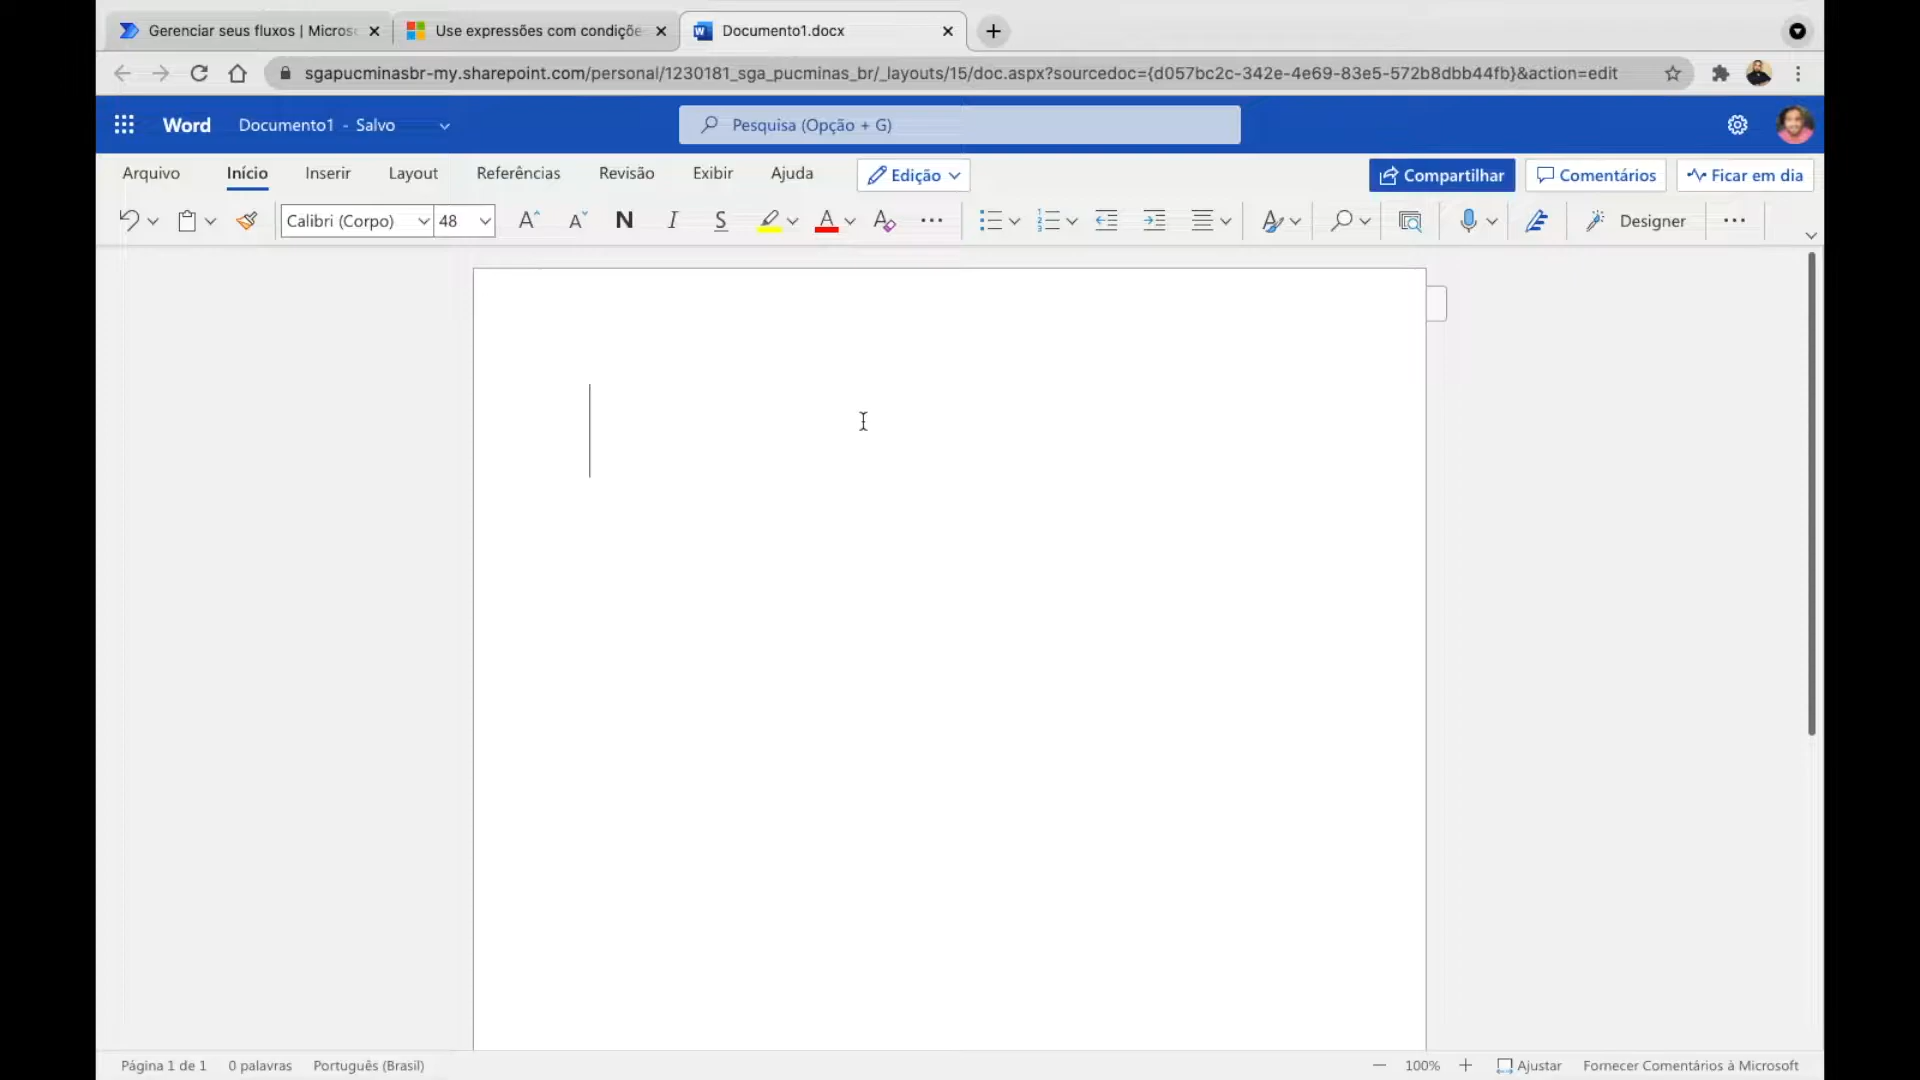 Gerenciar seus fluxos | Micros
Use expressões com condiçõe
Documento1.docx
sgapucminasbr-my.sharepoint.com/personal/1230181_sga_pucminas_br/_layouts/15/doc.aspx?sourcedoc={d057bc2c-342e-4e69-83e5-572b8dbb44fb}&action=edit
Word
Documento1 - Salvo
Pesquisa (Opção + G)
Arquivo
Início
Inserir
Layout
Referências
Revisão
Exibir
Ajuda
Edição
Compartilhar
Comentários
Ficar em dia
Calibri (Corpo)
48
N
I
S
Designer
Página 1 de 1
0 palavras
Português (Brasil)
100%
Ajustar
Fornecer Comentários à Microsoft